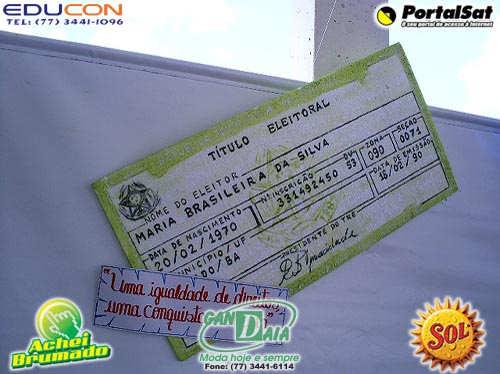 EDUCON
TEL: (77) 3441-1096
PortalSat
O seu portal de acesso à Internet
TÍTULO ELEITORAL
NOME DO ELEITOR
MARIA BRASILEIRA DA SILVA
DATA DE NASCIMENTO
20/02/1970
Nº INSCRIÇÃO
331492450
DV
53
ZONA
090
SEÇÃO
0071
MUNICÍPIO/UF
ADO/BA
DATA DE EMISSÃO
16/02/90
PRESIDENTE DO TRE
"Uma igualdade de direitos,
uma conquista
Achei
Brumado
GANDAIA
Moda hoje e sempre
Fone: (77) 3441-6114
SOL